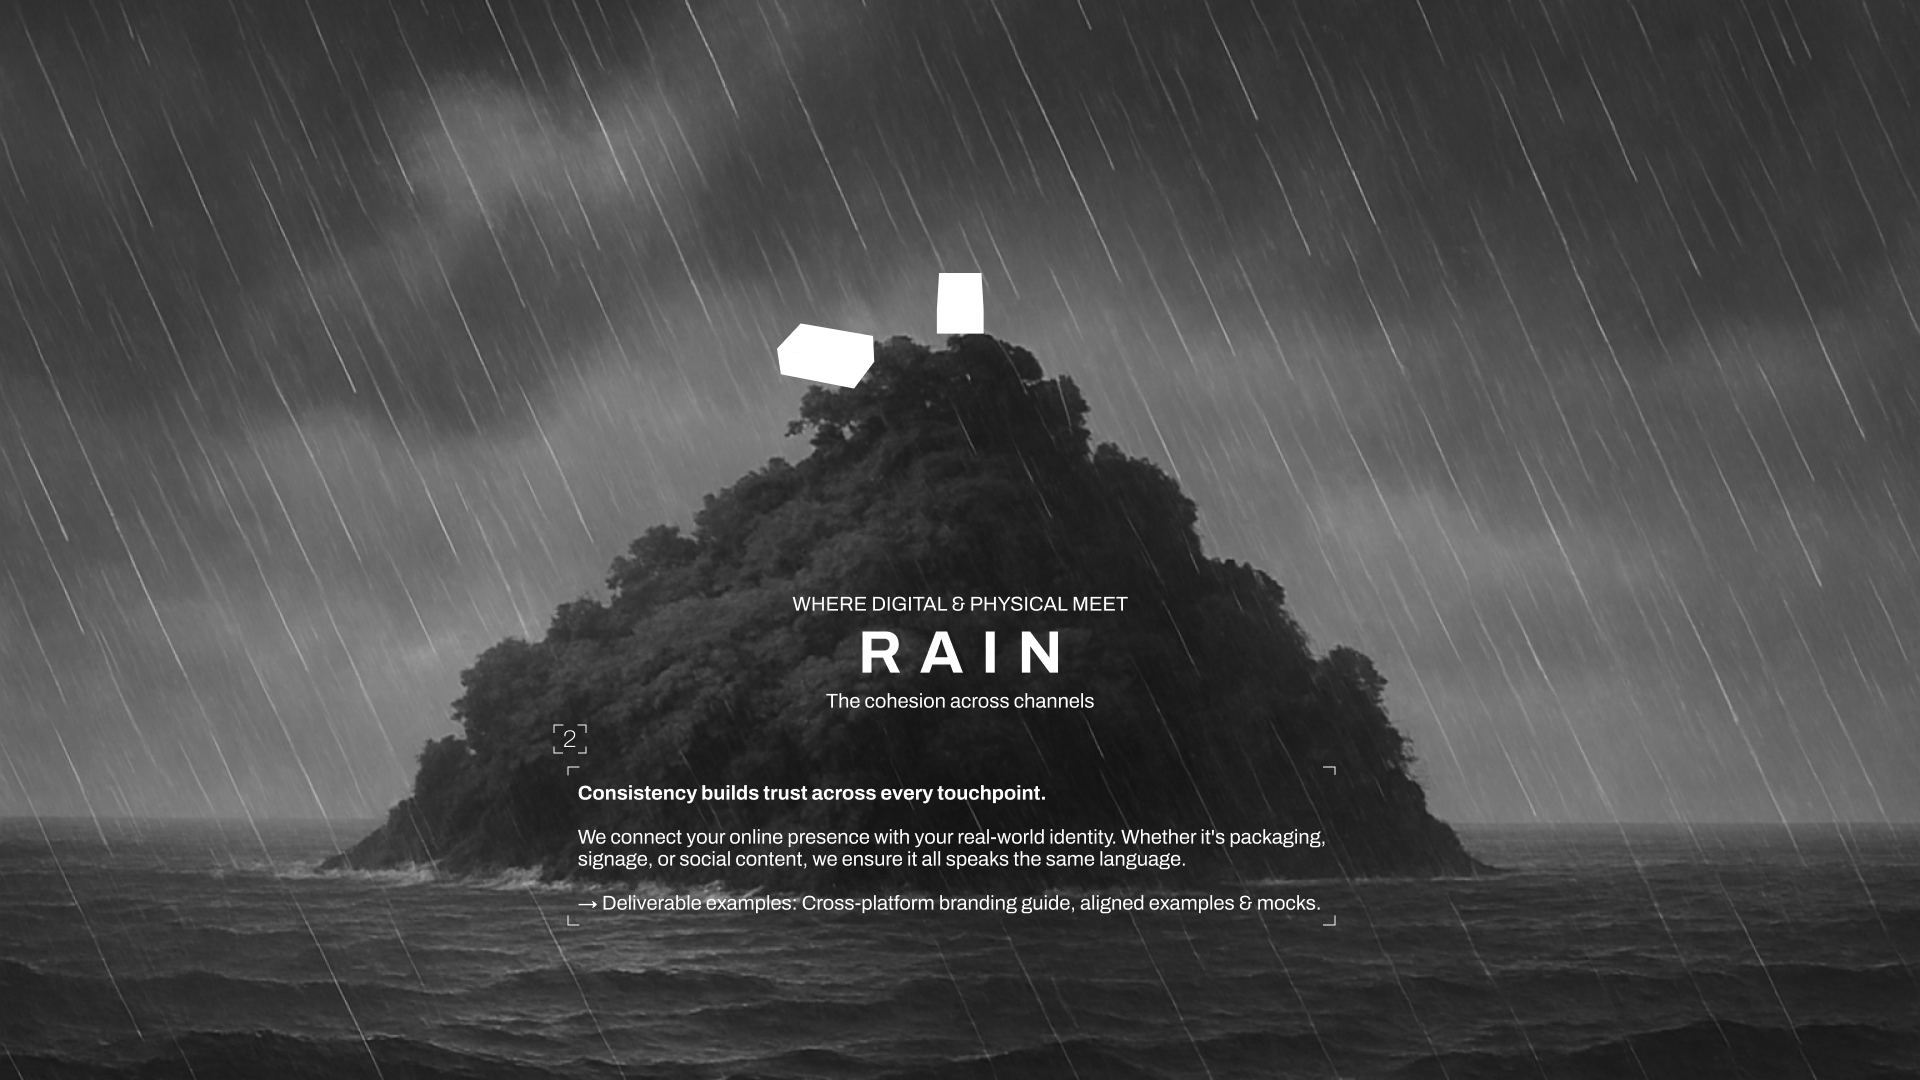 WHERE DIGITAL & PHYSICAL MEET
RAIN
The cohesion across channels
2
Consistency builds trust across every touchpoint.
We connect your online presence with your real-world identity. Whether it's packaging,
signage, or social content, we ensure it all speaks the same language.
→ Deliverable examples: Cross-platform branding guide, aligned examples & mocks.